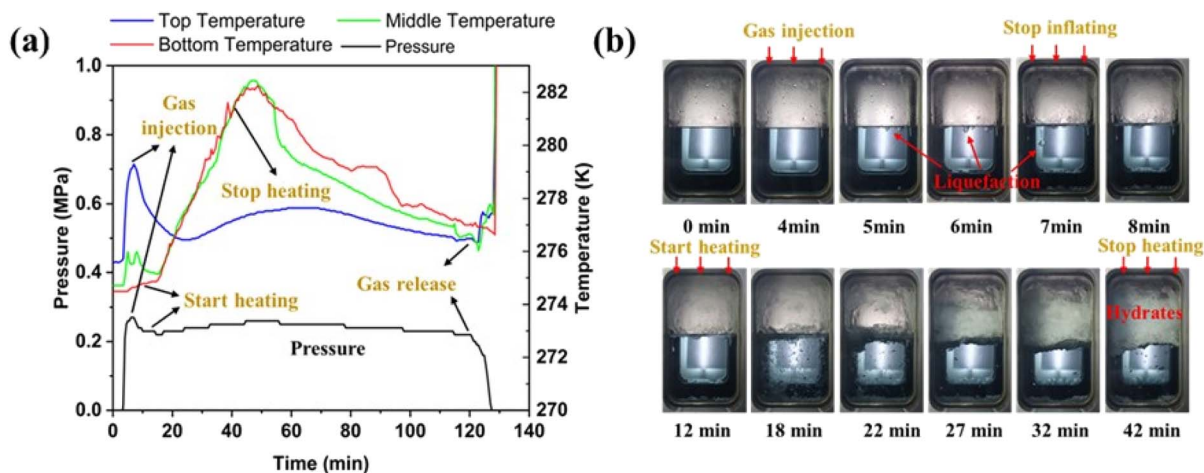 (a)
Top Temperature
Middle Temperature
Bottom Temperature
Pressure
1.0
0.8
0.6
0.4
0.2
0.0
Pressure (MPa)
282
280
278
276
274
272
270
Temperature (K)
0
20
40
60
80
100
120
140
Time (min)
Gas
injection
Stop heating
Start heating
Gas release
Pressure
(b)
Gas injection
Stop inflating
Liquefaction
0 min
4min
5min
6min
7min
8min
Start heating
Stop heating
Hydrates
12 min
18 min
22 min
27 min
32 min
42 min